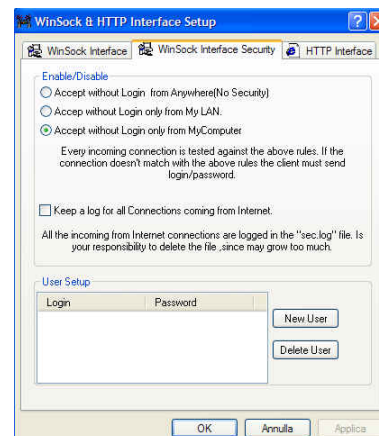 WinSock & HTTP Interface Setup
WinSock Interface
WinSock Interface Security
HTTP Interface
Enable/Disable
Accept without Login from Anywhere(No Security)
Accep without Login only from My LAN.
Accept without Login only from MyComputer
Every incoming connection is tested against the
above rules. If the
connection doesn't match with the above rules the client must send
login/password.
Keep a log for all Connections coming from Internet.
All the incoming from Internet connections are logged in the "sec.log" file. Is
your responsibility to delete the file ,since may grow too much.
User Setup
Login
Password
New User
Delete User
OK
Annulla
Applica